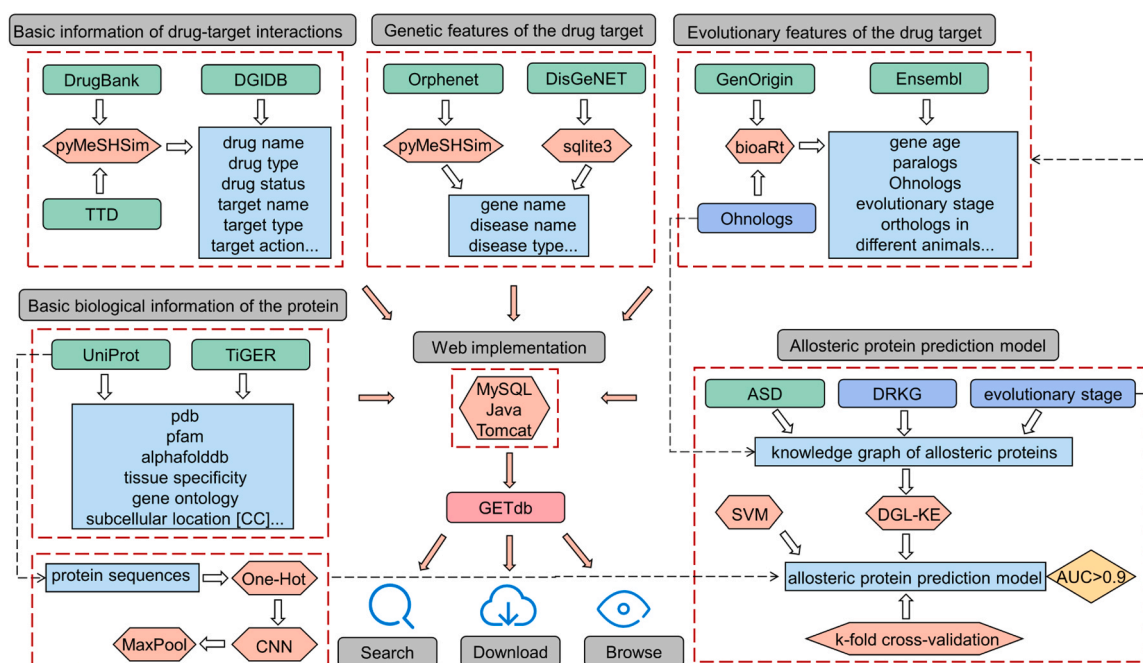 Basic information of drug-target interactions
DrugBank
DGIDB
pyMeSHSim
TTD
drug name
drug type
drug status
target name
target type
target action...
Genetic features of the drug target
Orphenet
DisGeNET
pyMeSHSim
sqlite3
gene name
disease name
disease type...
Evolutionary features of the drug target
GenOrigin
Ensembl
bioaRt
Ohnologs
gene age
paralogs
Ohnologs
evolutionary stage
orthologs in
different animals...
Basic biological information of the protein
UniProt
TiGER
pdb
pfam
alphafolddb
tissue specificity
gene ontology
subcellular location [CC]...
protein sequences
One-Hot
MaxPool
CNN
Web implementation
MySQL
Java
Tomcat
GETdb
Search
Download
Browse
Allosteric protein prediction model
ASD
DRKG
evolutionary stage
knowledge graph of allosteric proteins
SVM
DGL-KE
allosteric protein prediction model
AUC>0.9
k-fold cross-validation